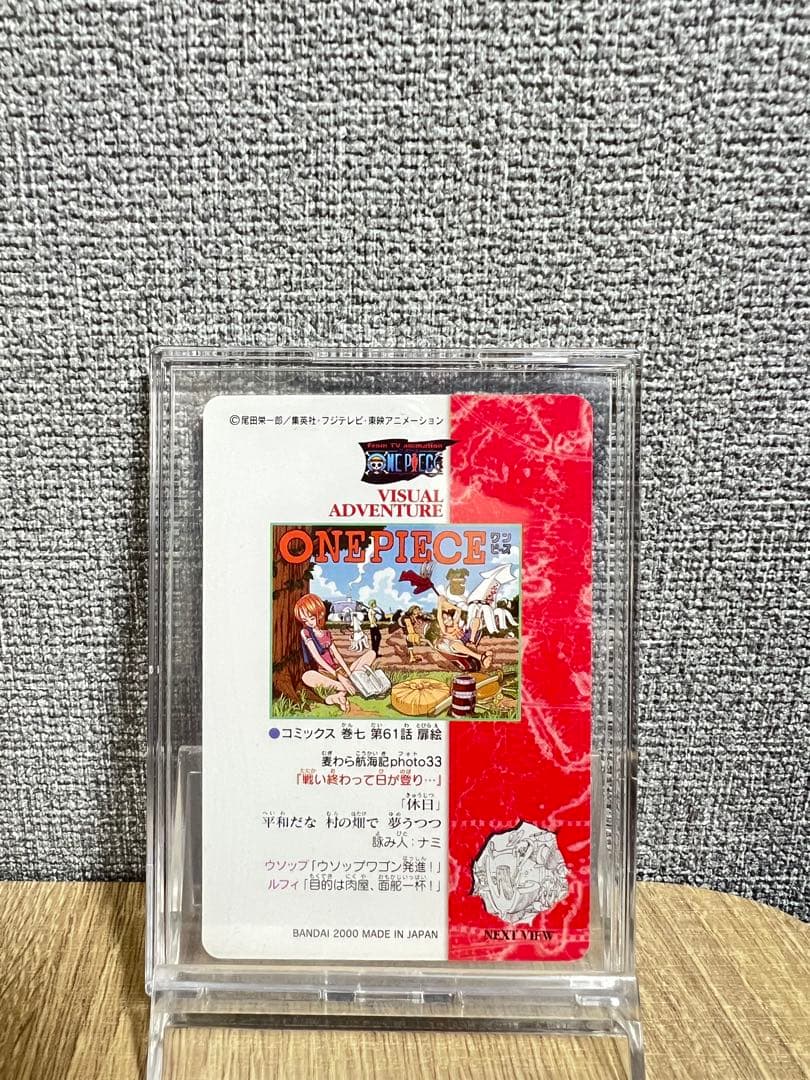 ©尾田栄一郎/集英社・フジテレビ・東映アニメーション
From TV animation
ONE PIECE
VISUAL
ADVENTURE
ONE PIECE ワンピース
●コミックス 巻七 第61話 扉絵
麦わら航海記photo33
「戦い終わって日が登り…」
「休日」
平和だな 村の畑で 夢うつつ
詠み人:ナミ
ウソップ「ウソップワゴン発進!」
ルフィ「目的は肉屋、面舵一杯!」
BANDAI 2000 MADE IN JAPAN
NEXT VIEW